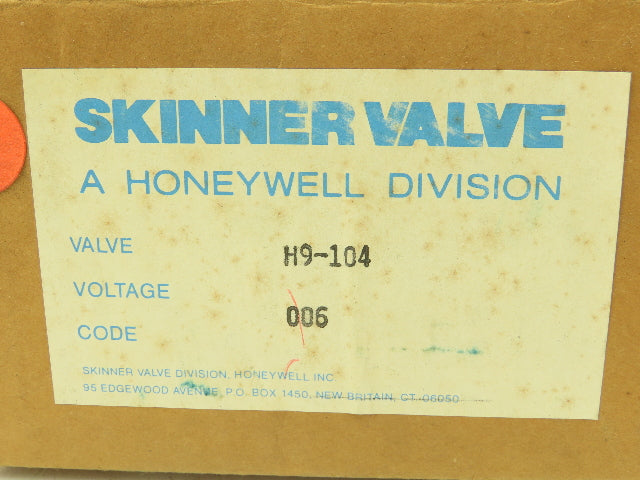 SKINNER VALVE
A HONEYWELL DIVISION
VALVE H9-104
VOLTAGE
006
CODE
SKINNER VALVE DIVISION, HONEYWELL INC.
95 EDGEWOOD AVENUE, P.O. BOX 1450, NEW BRITAIN, CT. 06050